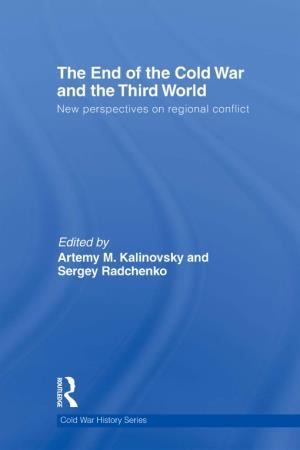 The End of the Cold War
and the Third World
New perspectives on regional conflict
Edited by
Artemy M. Kalinovsky and
Sergey Radchenko
ROUTLEDGE
Cold War History Series